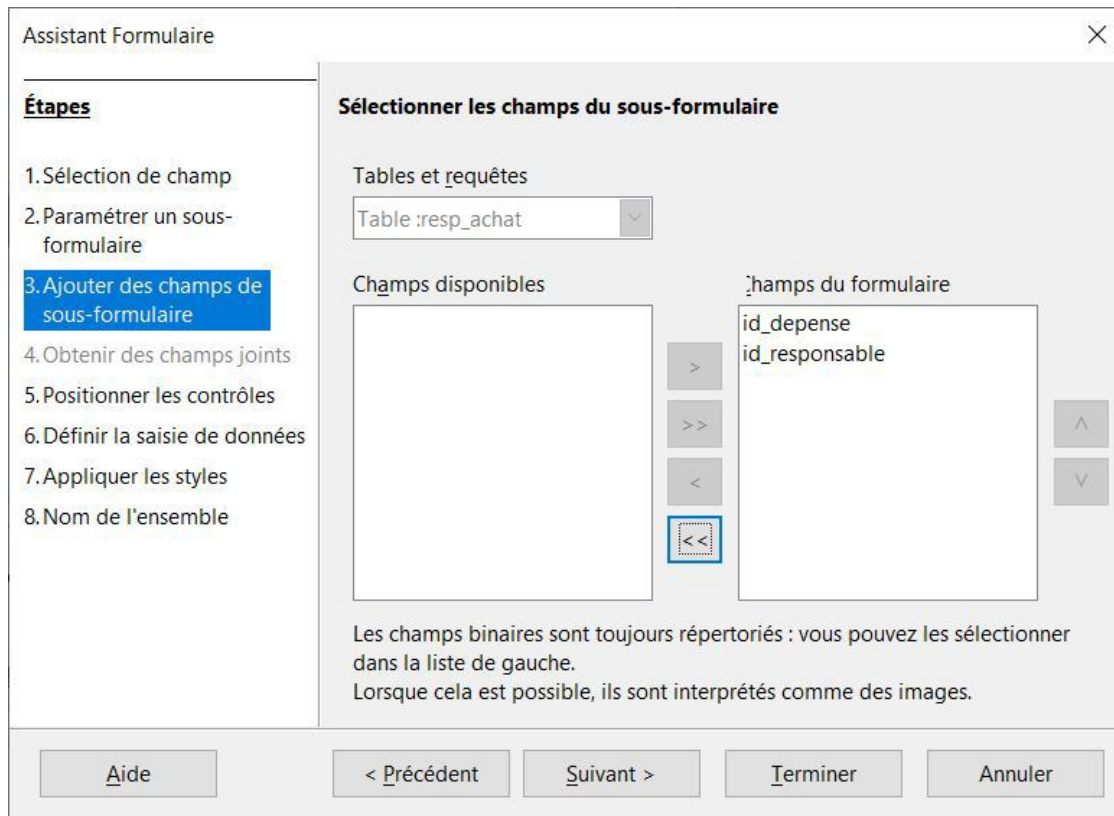 Assistant Formulaire
Étapes
1. Sélection de champ
2. Paramétrer un sous-
formulaire
3. Ajouter des champs de
sous-formulaire
4. Obtenir des champs joints
5. Positionner les contrôles
6. Définir la saisie de données
7. Appliquer les styles
8. Nom de l'ensemble
Sélectionner les champs du sous-formulaire
Tables et requêtes
Table :resp_achat
Champs disponibles
hamps du formulaire
id_depense
id_responsable
>
>>
<
<<
Les champs binaires sont toujours répertoriés : vous pouvez les sélectionner
dans la liste de gauche.
Lorsque cela est possible, ils sont interprétés comme des images.
Aide
< Précédent
Suivant >
Terminer
Annuler